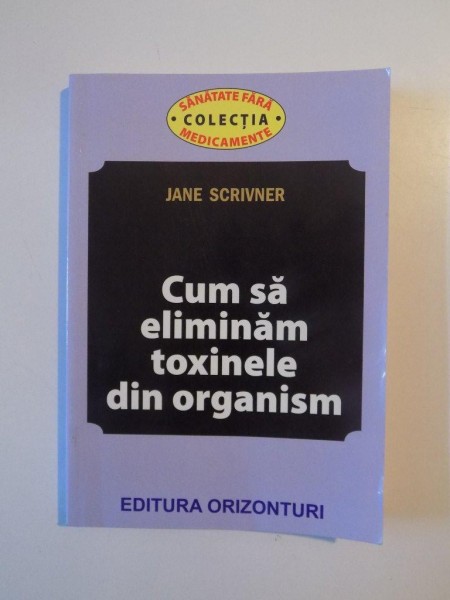 SĂNĂTATE FĂRĂ
• COLECȚIA •
MEDICAMENTE
JANE SCRIVNER
Cum să
eliminăm
toxinele
din organism
EDITURA ORIZONTURI